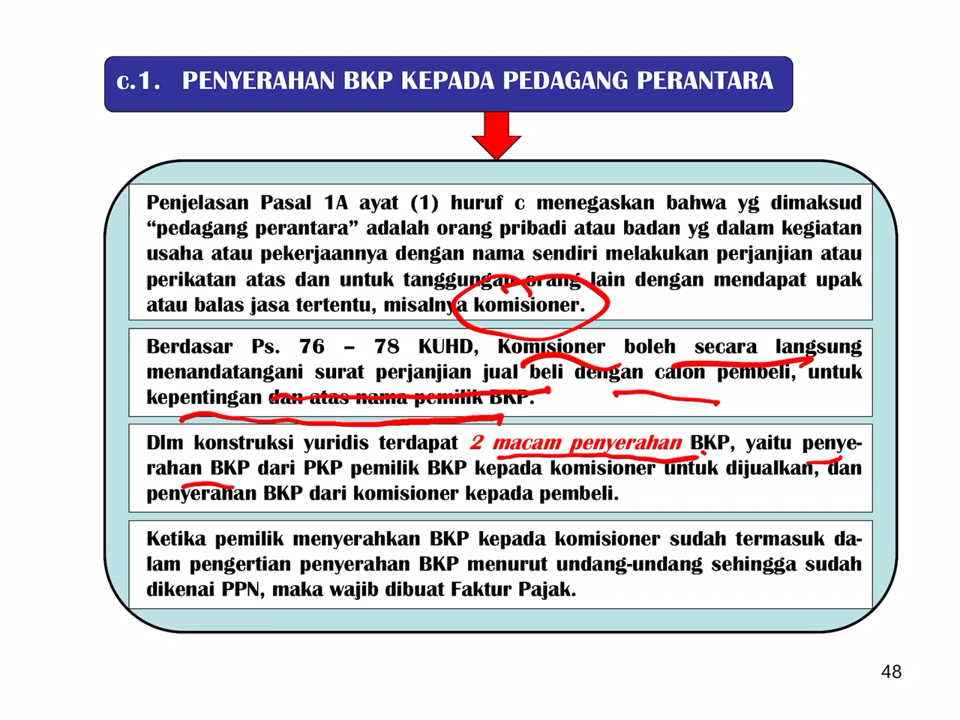 c.1. PENYERAHAN BKP KEPADA PEDAGANG PERANTARA
Penjelasan Pasal 1A ayat (1) huruf c menegaskan bahwa yg dimaksud
“pedagang perantara” adalah orang pribadi atau badan yg dalam kegiatan
usaha atau pekerjaannya dengan nama sendiri melakukan perjanjian atau
perikatan atas dan untuk tanggungan orang lain dengan mendapat upak
atau balas jasa tertentu, misalnya komisioner.
Berdasar Ps. 76 – 78 KUHD, Komisioner boleh secara langsung
menandatangani surat perjanjian jual beli dengan calon pembeli, untuk
kepentingan dan atas nama pemilik BKP.
Dlm konstruksi yuridis terdapat 2 macam penyerahan BKP, yaitu penye-
rahan BKP dari PKP pemilik BKP kepada komisioner untuk dijualkan, dan
penyerahan BKP dari komisioner kepada pembeli.
Ketika pemilik menyerahkan BKP kepada komisioner sudah termasuk da-
lam pengertian penyerahan BKP menurut undang-undang sehingga sudah
dikenai PPN, maka wajib dibuat Faktur Pajak.
48